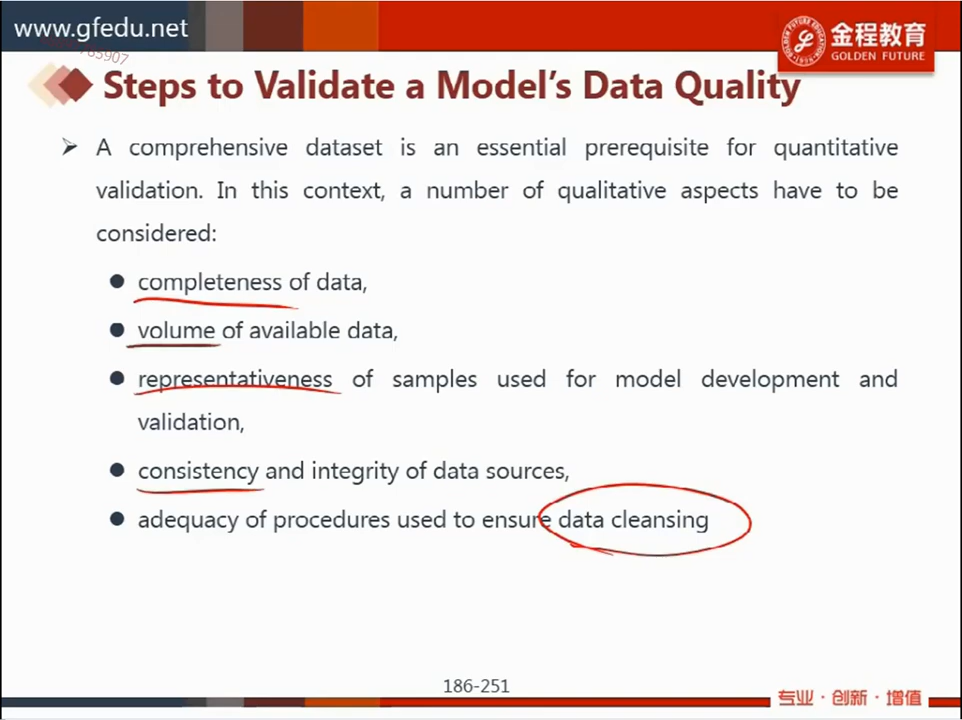 www.gfedu.net
金程教育
GOLDEN FUTURE
Steps to Validate a Model's Data Quality
➢ A comprehensive dataset is an essential prerequisite for quantitative
validation. In this context, a number of qualitative aspects have to be
considered:
● completeness of data,
● volume of available data,
● representativeness of samples used for model development and
validation,
● consistency and integrity of data sources,
● adequacy of procedures used to ensure data cleansing
186-251
专业·创新·增值